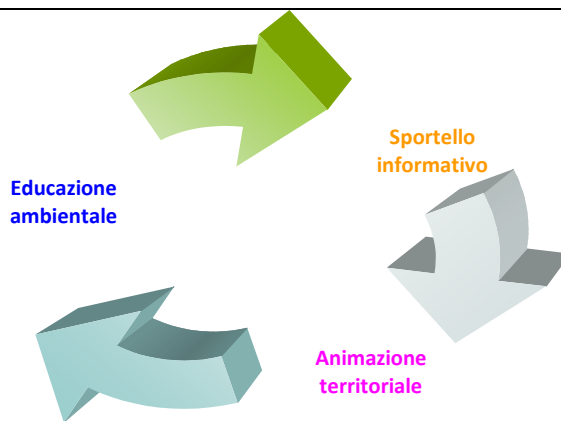 Sportello
informativo
Educazione
ambientale
Animazione
territoriale